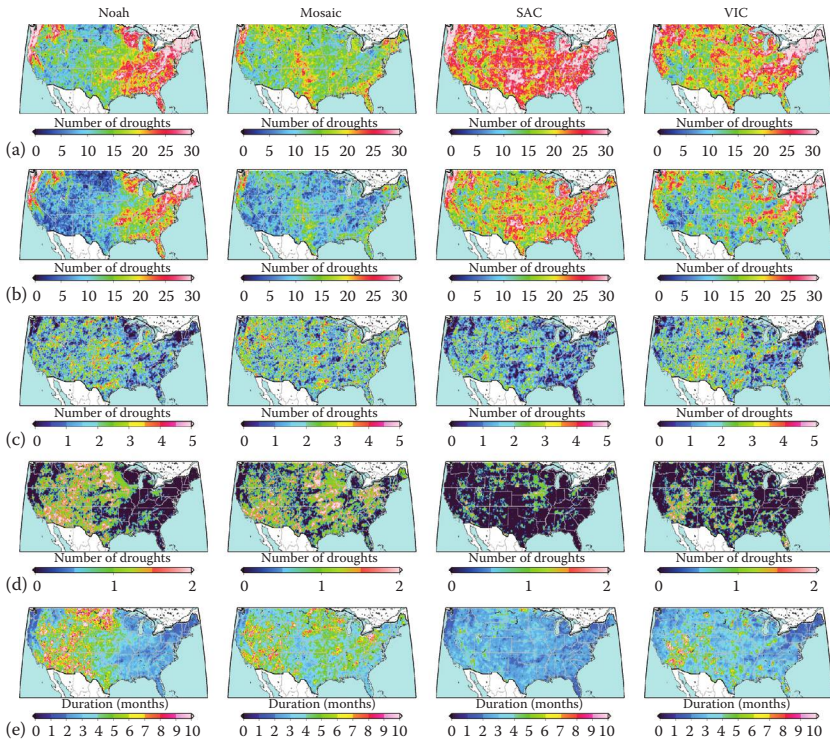 Noah Mosaic SAC VIC
Number of droughts Number of droughts Number of droughts Number of droughts
(a) 0 5 10 15 20 25 30 0 5 10 15 20 25 30 0 5 10 15 20 25 30 0 5 10 15 20 25 30
Number of droughts Number of droughts Number of droughts Number of droughts
(b) 0 5 10 15 20 25 30 0 5 10 15 20 25 30 0 5 10 15 20 25 30 0 5 10 15 20 25 30
Number of droughts Number of droughts Number of droughts Number of droughts
(c) 0 1 2 3 4 5 0 1 2 3 4 5 0 1 2 3 4 5 0 1 2 3 4 5
Number of droughts Number of droughts Number of droughts Number of droughts
(d) 0 1 2 0 1 2 0 1 2 0 1 2
Duration (months) Duration (months) Duration (months) Duration (months)
(e) 0 1 2 3 4 5 6 7 8 9 10 0 1 2 3 4 5 6 7 8 9 10 0 1 2 3 4 5 6 7 8 9 10 0 1 2 3 4 5 6 7 8 9 10